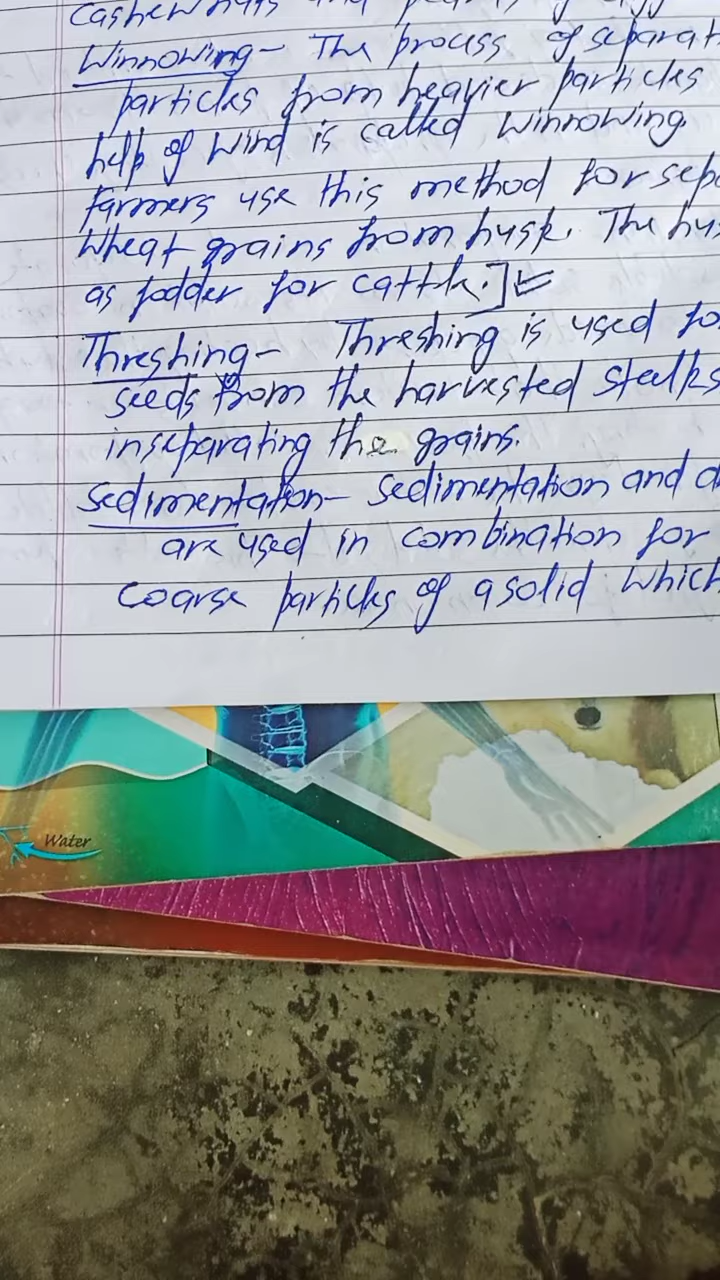 Winnowing - The process of separat
particles from heavier particles
help of wind is called winnowing.
Farmers use this method for sepa
wheat grains from husk. The hus
as fodder for cattle.]
Threshing - Threshing is used fo
seeds from the harvested stalks
inseparating the grains.
Sedimentation - Sedimentation and d
are used in combination for
coarse particles of a solid which
Water